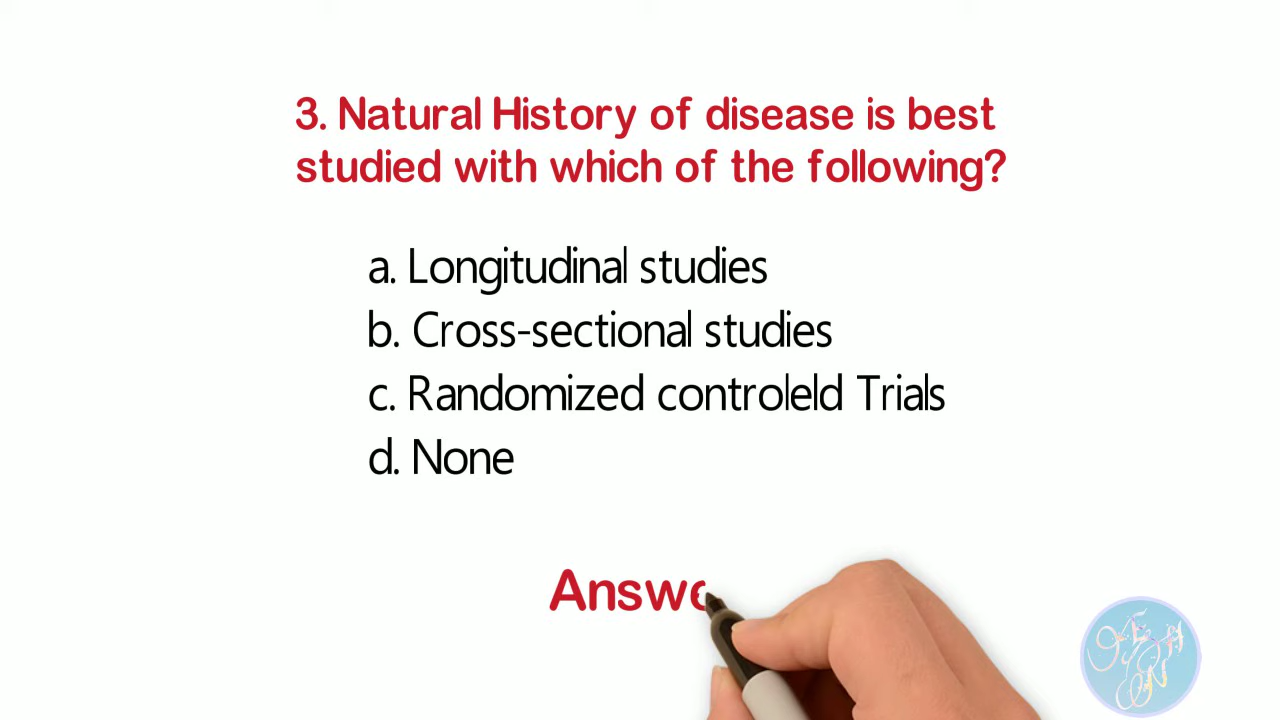 3. Natural History of disease is best
studied with which of the following?
a. Longitudinal studies
b. Cross-sectional studies
c. Randomized controleld Trials
d. None
Answe